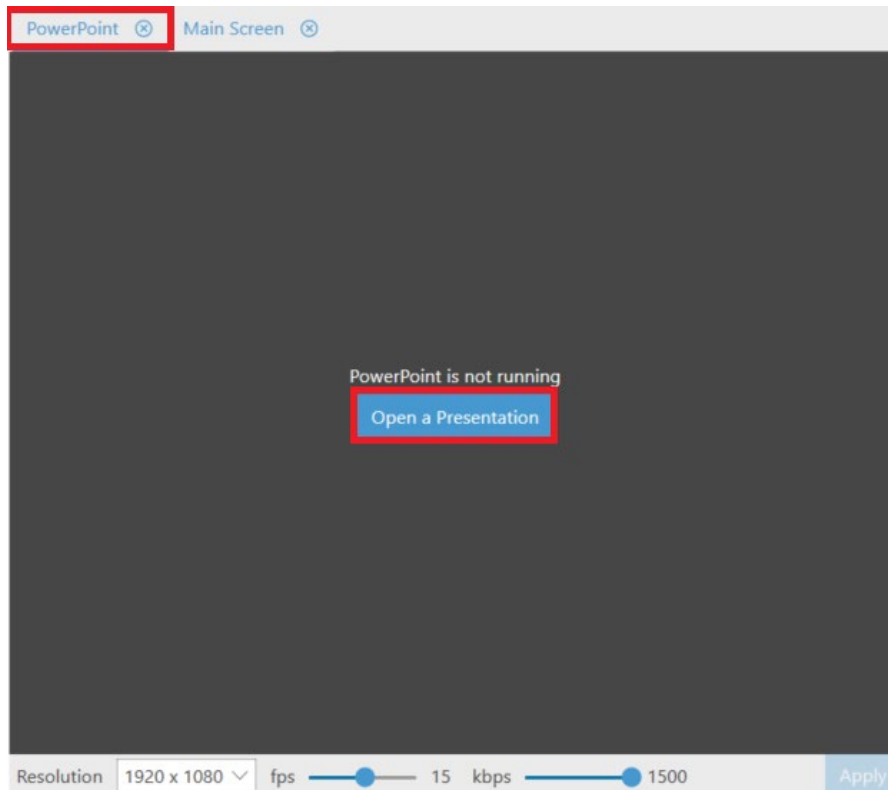 PowerPoint Main Screen
PowerPoint is not running
Open a Presentation
Resolution 1920 x 1080 fps 15 kbps 1500 Apply